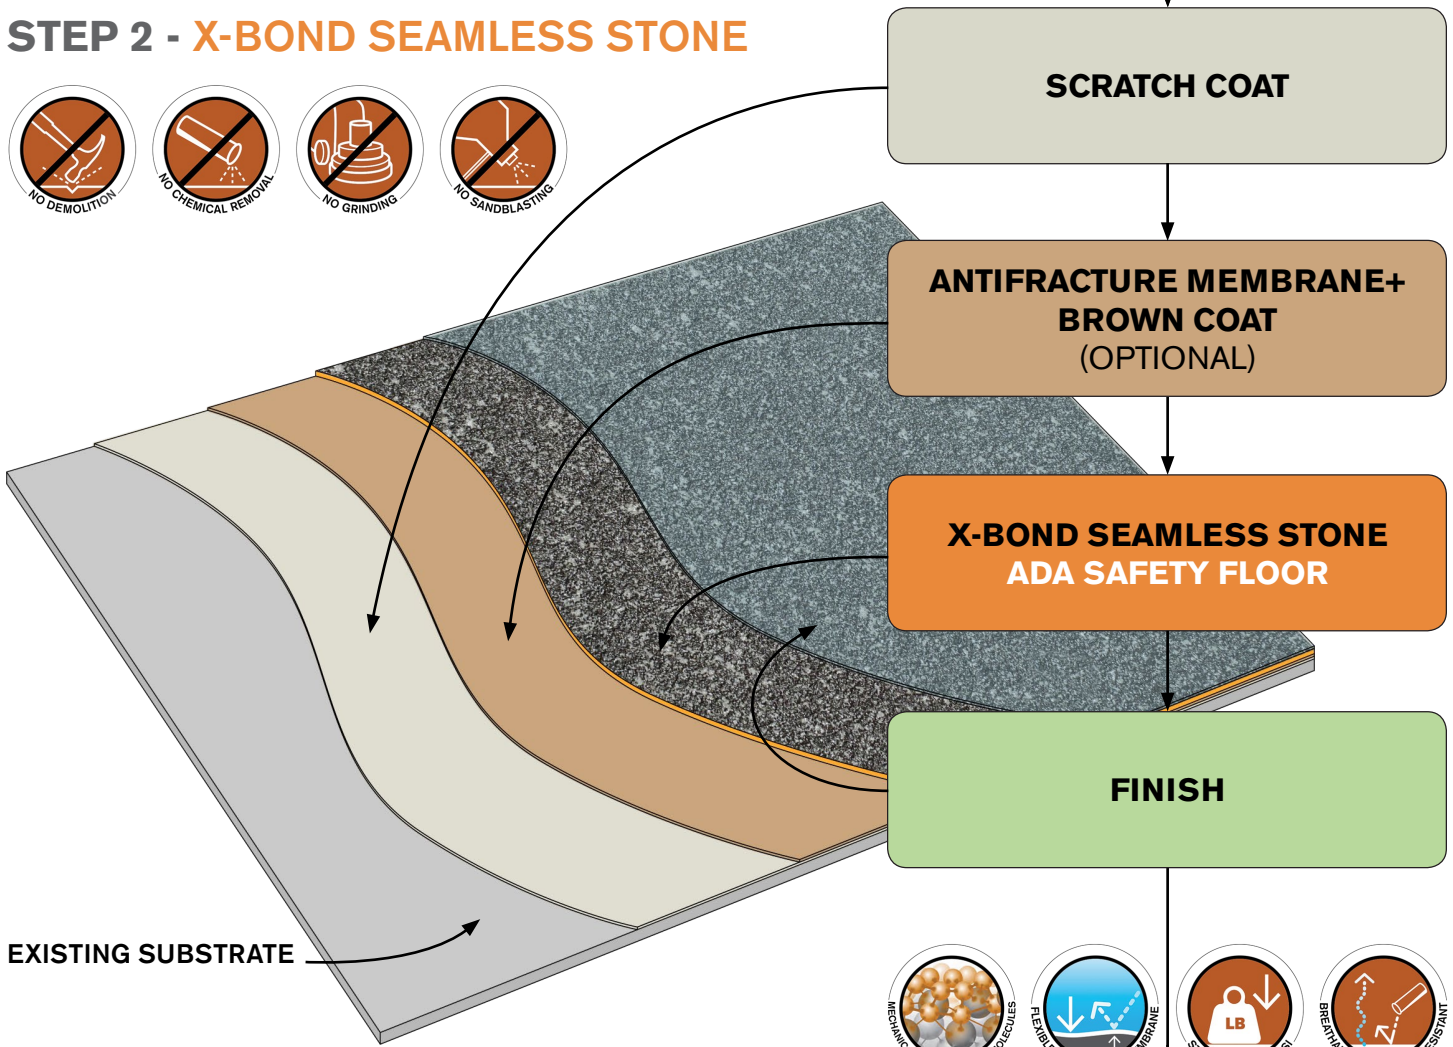 STEP 2 - X-BOND SEAMLESS STONE
NO DEMOLITION
NO CHEMICAL REMOVAL
NO GRINDING
NO SANDBLASTING
SCRATCH COAT
ANTIFRACTURE MEMBRANE+
BROWN COAT
(OPTIONAL)
X-BOND SEAMLESS STONE
ADA SAFETY FLOOR
FINISH
EXISTING SUBSTRATE
LB